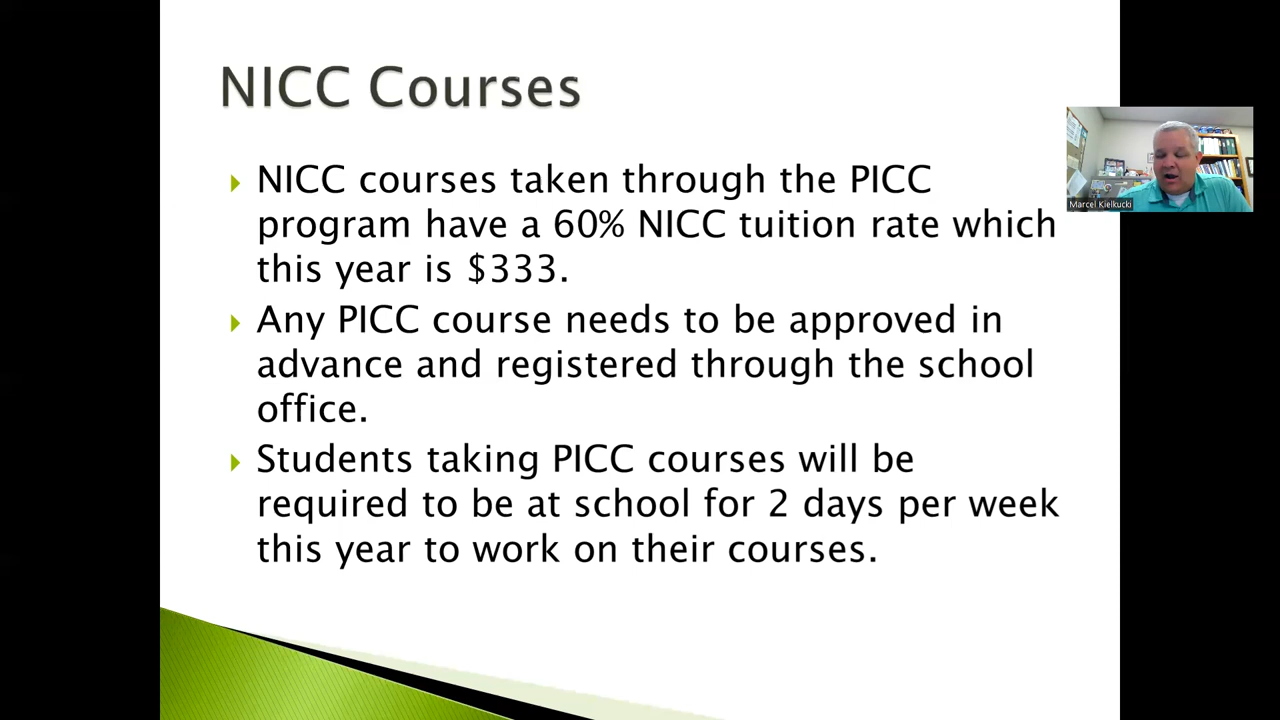 NICC Courses
NICC courses taken through the PICC
program have a 60% NICC tuition rate which
this year is $333.
Any PICC course needs to be approved in
advance and registered through the school
office.
Students taking PICC courses will be
required to be at school for 2 days per week
this year to work on their courses.
Marcel Kielkucki